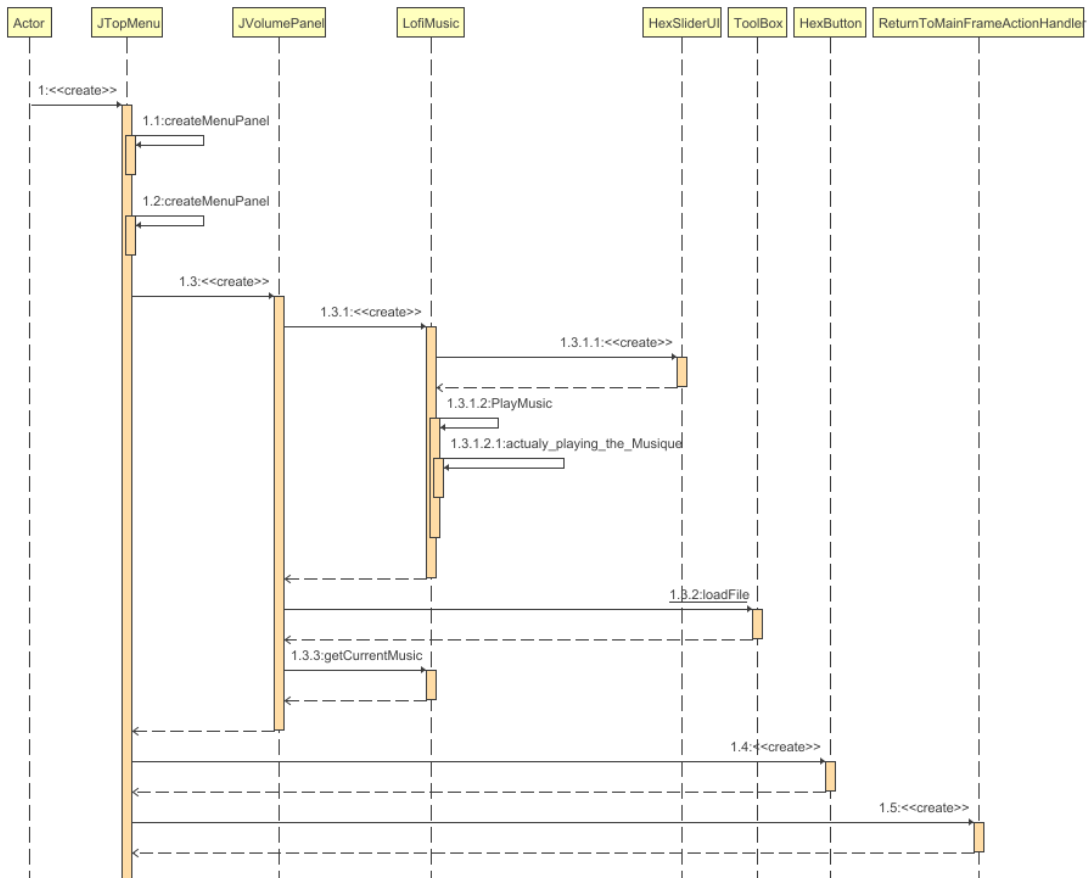 Actor
JTopMenu
JVolumePanel
LofiMusic
HexSliderUI
ToolBox
HexButton
ReturnToMainFrameActionHandler
1:<<create>>
1.1:createMenuPanel
1.2:createMenuPanel
1.3:<<create>>
1.3.1:<<create>>
1.3.1.1:<<create>>
1.3.1.2:PlayMusic
1.3.1.2.1:actualy_playing_the_Musique
1.3.2:loadFile
1.3.3:getCurrentMusic
1.4:<<create>>
1.5:<<create>>